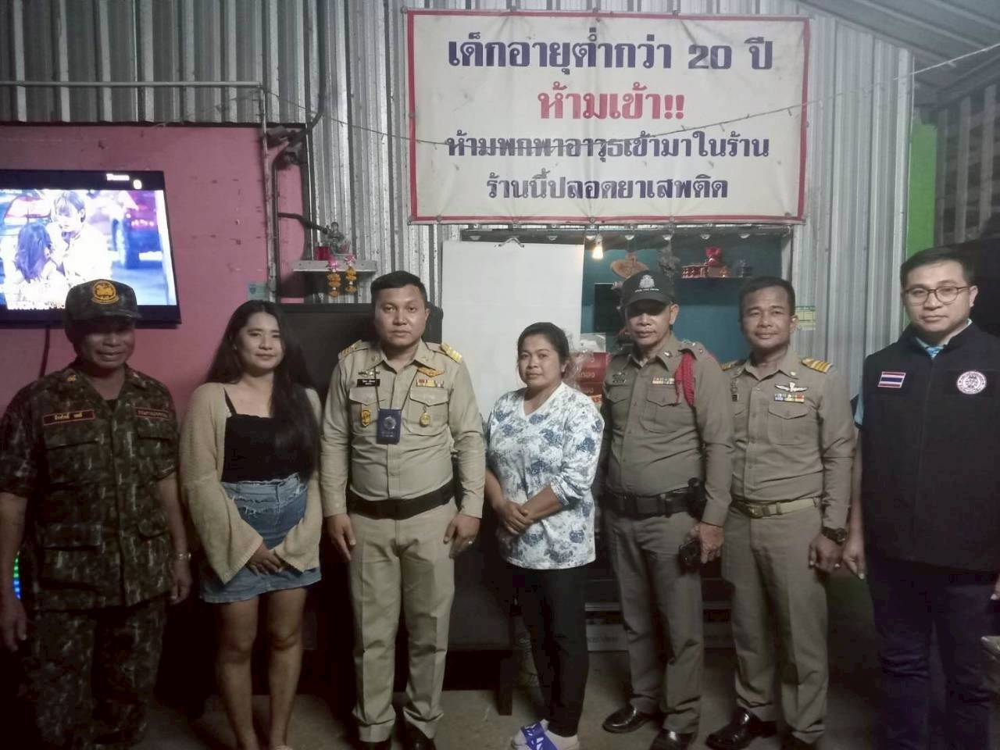 เด็กอายุต่ำกว่า 20 ปี
ห้ามเข้า!!
ห้ามพกพาอาวุธเข้ามาในร้าน
ร้านนี้ปลอดยาเสพติด